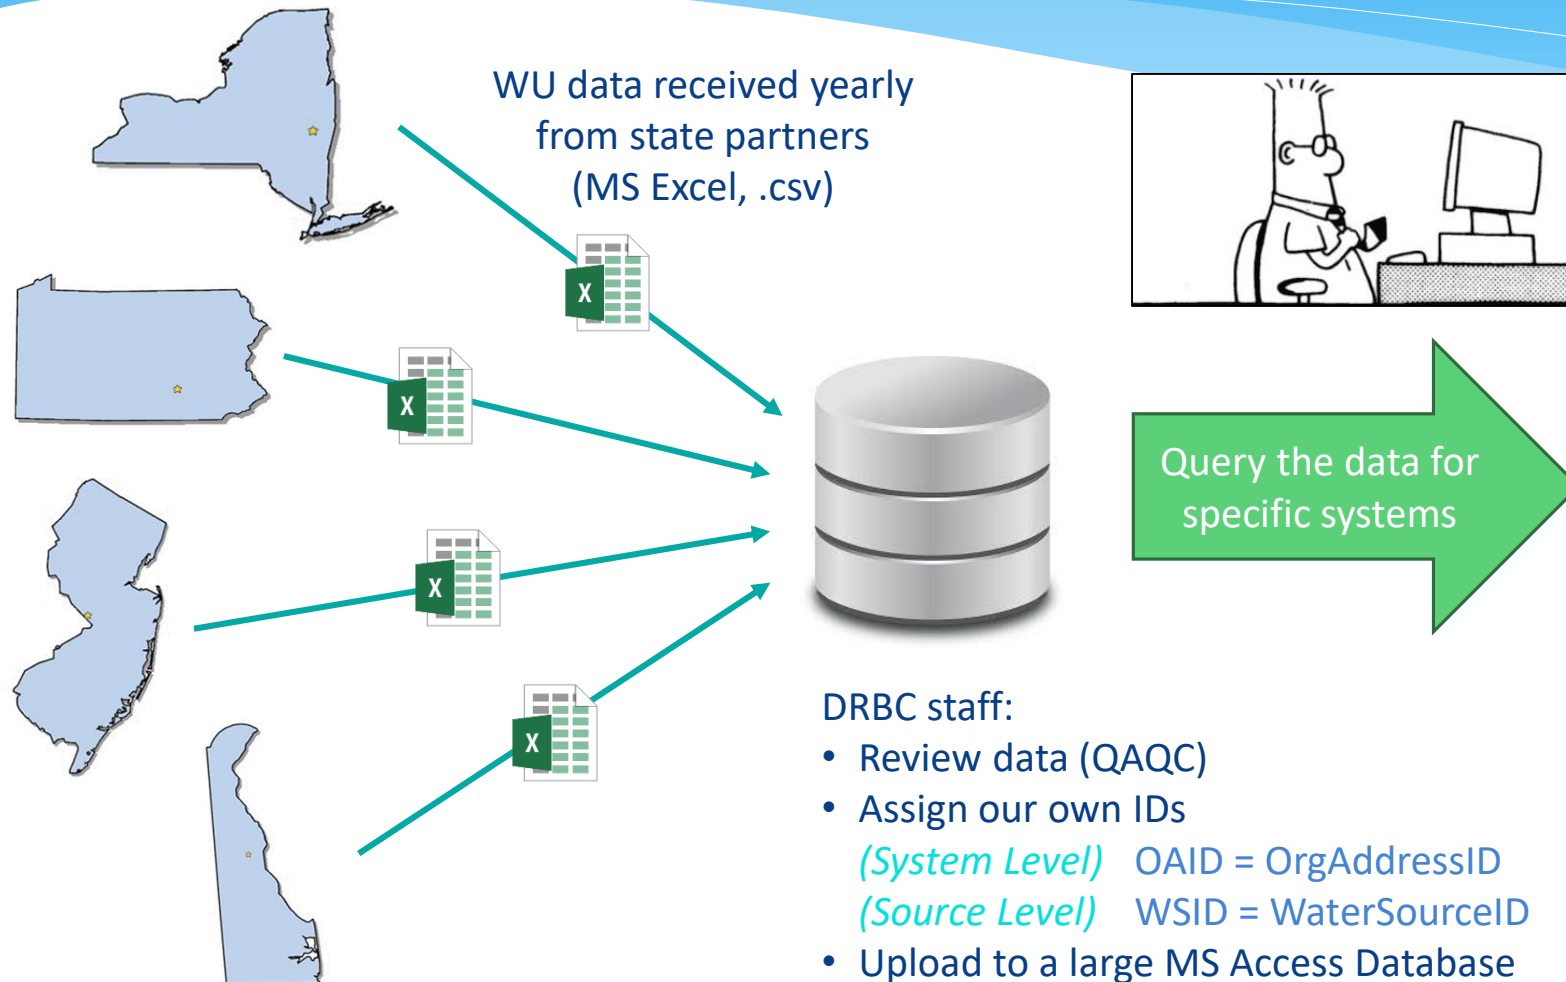 WU data received yearly
from state partners
(MS Excel, .csv)
X
X
X
X
Query the data for
specific systems
DRBC staff:
• Review data (QAQC)
• Assign our own IDs
(System Level) OAID = OrgAddressID
(Source Level) WSID = WaterSourceID
• Upload to a large MS Access Database